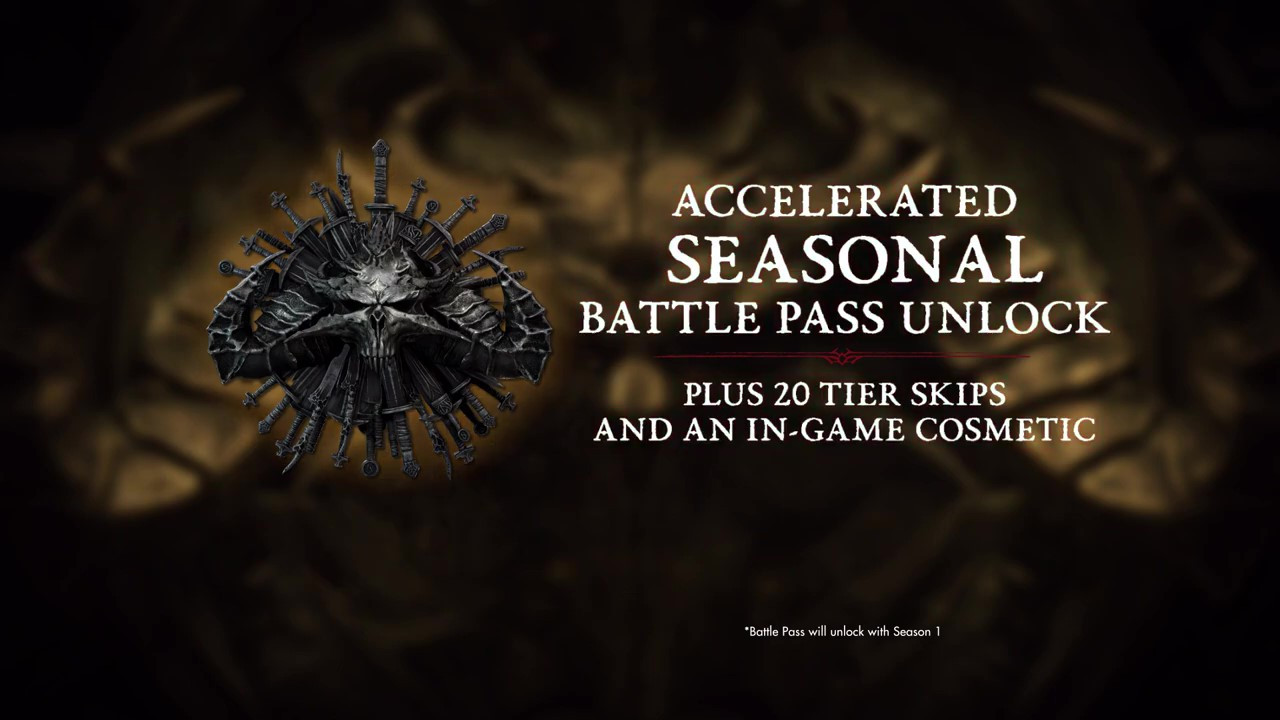 ACCELERATED
SEASONAL
BATTLE PASS UNLOCK
PLUS 20 TIER SKIPS
AND AN IN-GAME COSMETIC
*Battle Pass will unlock with Season 1